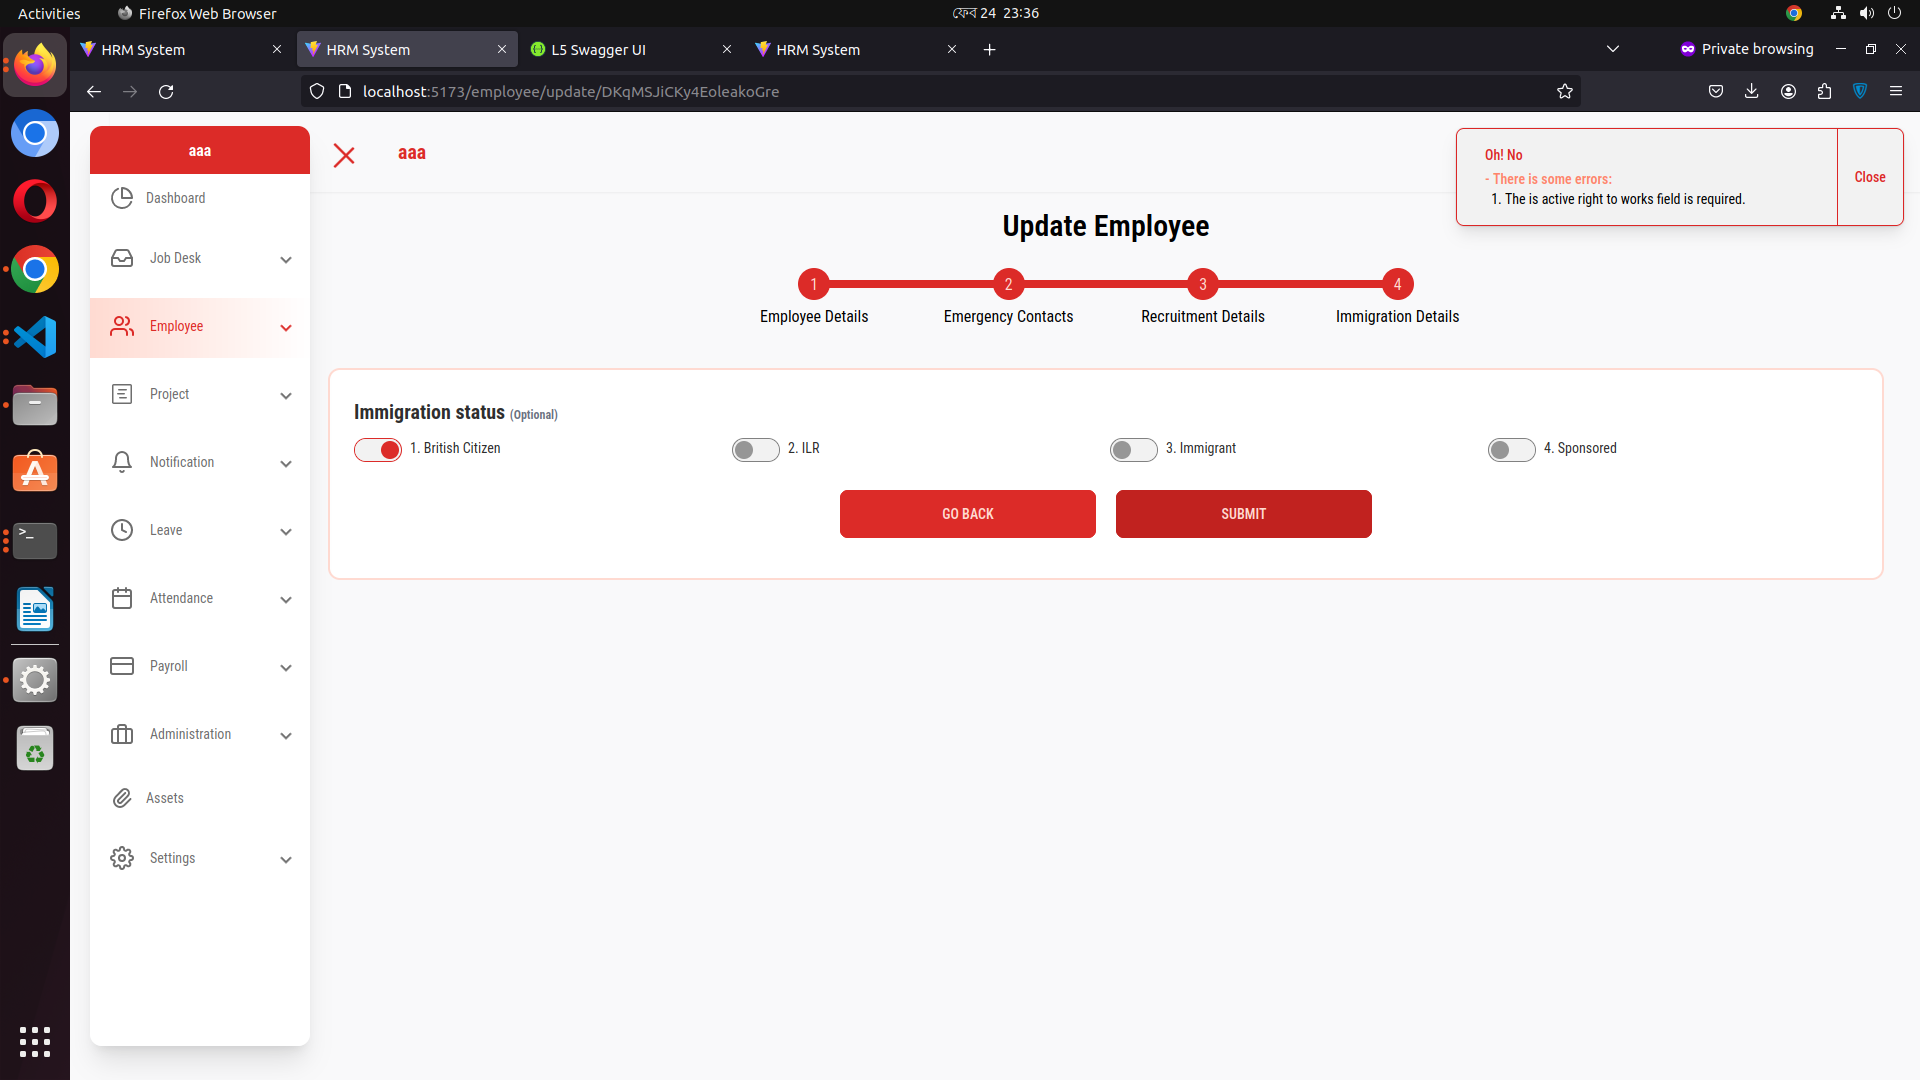 Activities
Firefox Web Browser
ফেব 24 23:36
HRM System
HRM System
L5 Swagger UI
HRM System
Private browsing
localhost:5173/employee/update/DKqMSJiCKy4EoleakoGre
aaa
Dashboard
Job Desk
Employee
Project
Notification
Leave
Attendance
Payroll
Administration
Assets
Settings
aaa
Oh! No
- There is some errors:
1. The is active right to works field is required.
Close
Update Employee
1
2
3
4
Employee Details
Emergency Contacts
Recruitment Details
Immigration Details
Immigration status (Optional)
1. British Citizen
2. ILR
3. Immigrant
4. Sponsored
GO BACK
SUBMIT